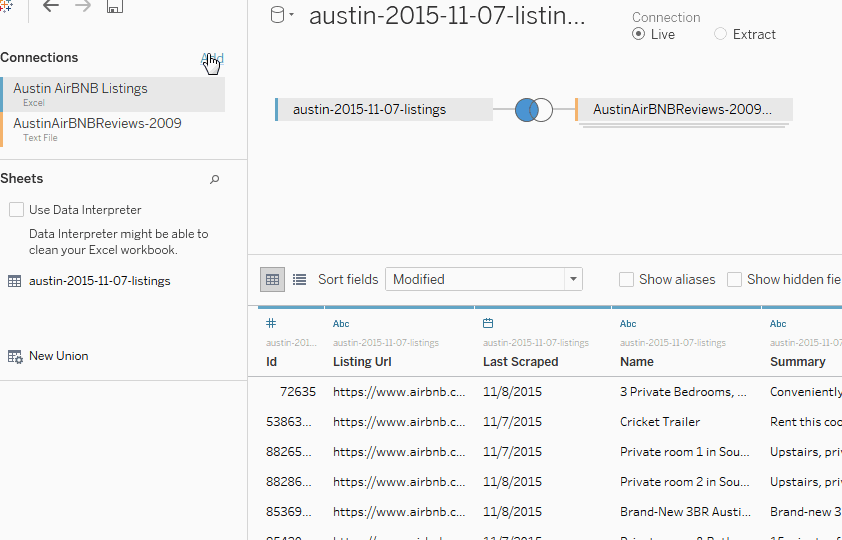 austin-2015-11-07-listin...
Connection
Live
Extract
Connections
Add
Austin AirBNB Listings
Excel
AustinAirBNBReviews-2009
Text File
austin-2015-11-07-listings
AustinAirBNBReviews-2009...
Sheets
Use Data Interpreter
Data Interpreter might be able to
clean your Excel workbook.
austin-2015-11-07-listings
New Union
Sort fields
Modified
Show aliases
Show hidden fie
# Abc Abc Abc
austin-201... austin-2015-11-07-listings austin-2015-11-07-listings austin-2015-11-07-listings austin-2015-11-07
Id Listing Url Last Scraped Name Summary
72635 https://www.airbnb.c... 11/8/2015 3 Private Bedrooms, ... Conveniently
53863... https://www.airbnb.c... 11/7/2015 Cricket Trailer Rent this coo
88265... https://www.airbnb.c... 11/7/2015 Private room 1 in Sou... Upstairs, priv
88286... https://www.airbnb.c... 11/8/2015 Private room 2 in Sou... Upstairs, priv
85369... https://www.airbnb.c... 11/8/2015 Brand-New 3BR Austi... Brand-new 3